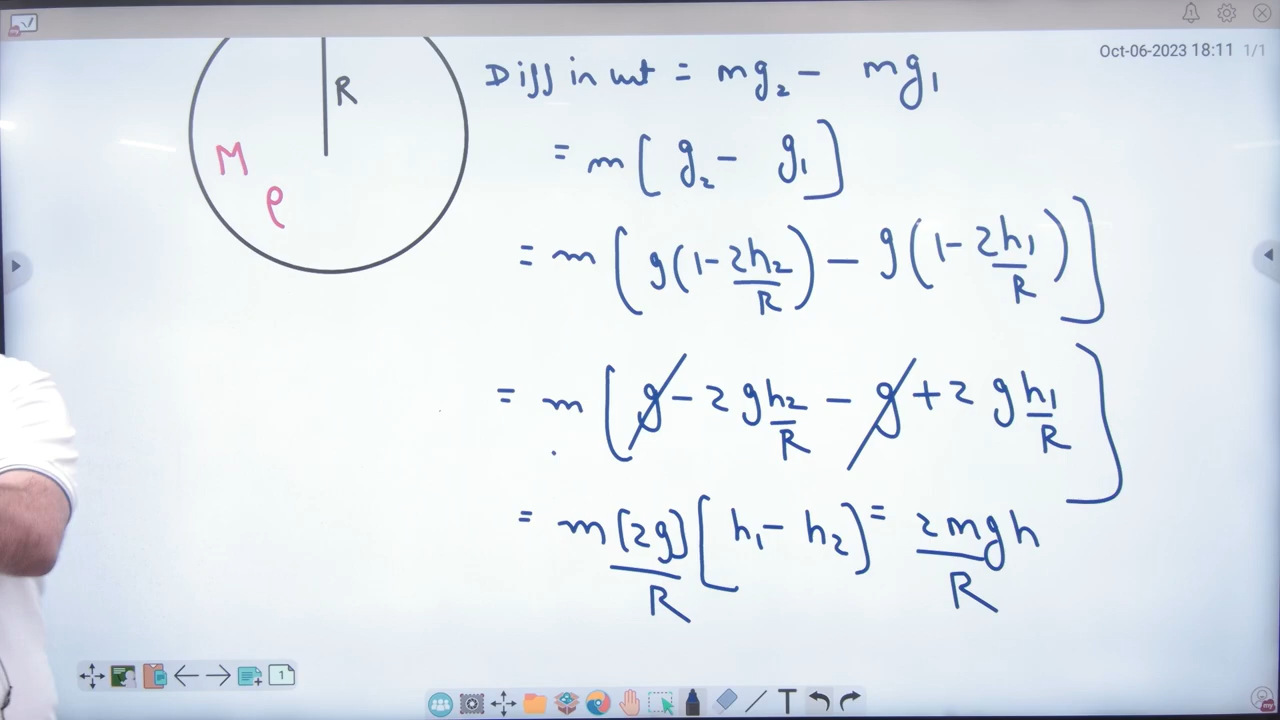 Oct-06-2023 18:11 1/1
R
M
ρ
Diff in wt = mg₂ - mg₁
= m[g₂ - g₁]
= m[g(1-2h₂/R) - g(1-2h₁/R)]
= m[g - 2gh₂/R - g + 2gh₁/R]
= m(2g)/R [h₁ - h₂] = 2mgh/R
1
T